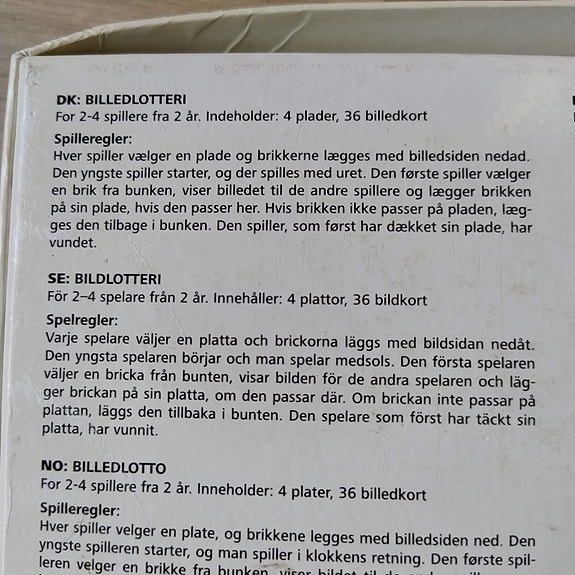 DK: BILLEDLOTTERI
For 2-4 spillere fra 2 år. Indeholder: 4 plader, 36 billedkort
Spilleregler:
Hver spiller vælger en plade og brikkerne lægges med billedsiden nedad.
Den yngste spiller starter, og der spilles med uret. Den første spiller vælger
en brik fra bunken, viser billedet til de andre spillere og lægger brikken
på sin plade, hvis den passer her. Hvis brikken ikke passer på pladen, læg-
ges den tilbage i bunken. Den spiller, som først har dækket sin plade, har
vundet.
SE: BILDLOTTERI
För 2–4 spelare från 2 år. Innehåller: 4 plattor, 36 bildkort
Spelregler:
Varje spelare väljer en platta och brickorna läggs med bildsidan nedåt.
Den yngsta spelaren börjar och man spelar medsols. Den första spelaren
väljer en bricka från bunten, visar bilden för de andra spelaren och läg-
ger brickan på sin platta, om den passar där. Om brickan inte passar på
plattan, läggs den tillbaka i bunten. Den spelare som först har täckt sin
platta, har vunnit.
NO: BILLEDLOTTO
For 2-4 spillere fra 2 år. Inneholder: 4 plater, 36 billedkort
Spilleregler:
Hver spiller velger en plate, og brikkene legges med billedsiden ned. Den
yngste spilleren starter, og man spiller i klokkens retning. Den første spil-
leren velger en brikke fra bunken, viser bildet til de andre